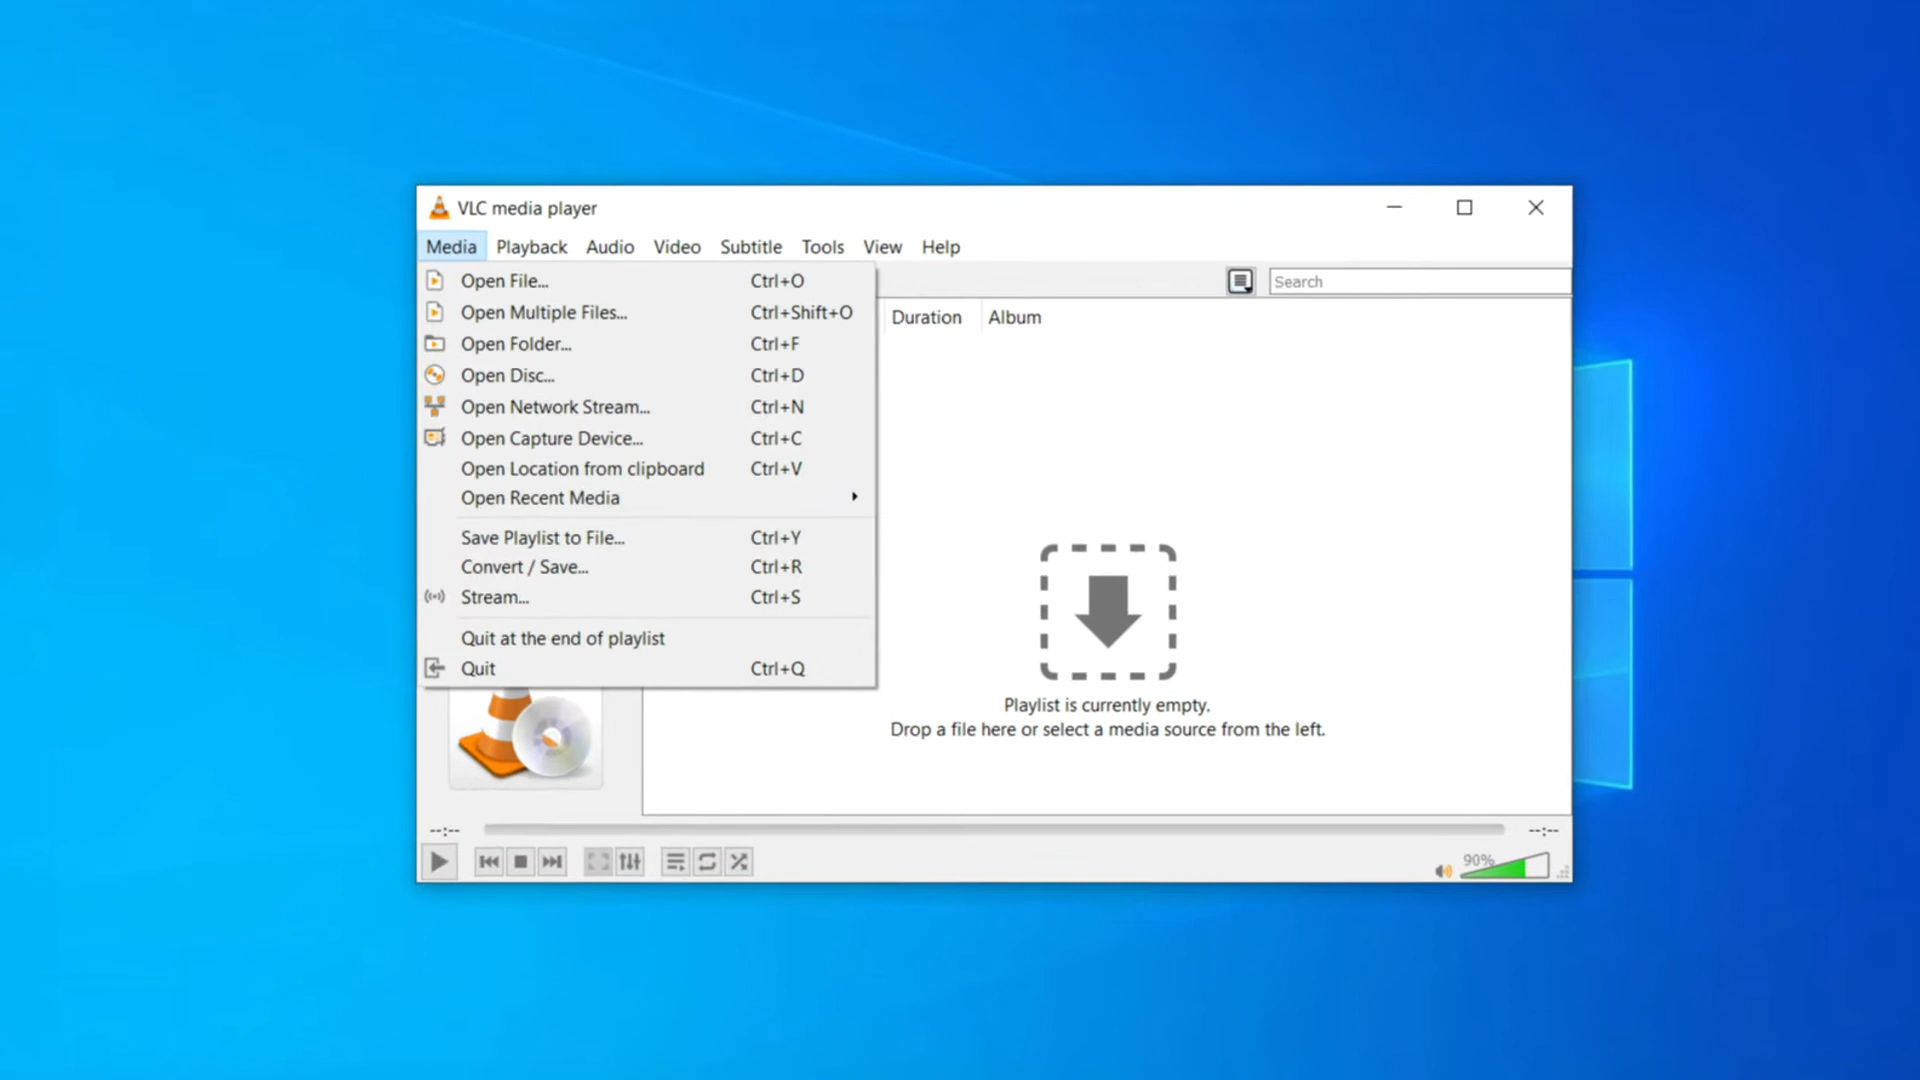 VLC media player
Media Playback Audio Video Subtitle Tools View Help
Open File... Ctrl+O
Open Multiple Files... Ctrl+Shift+O
Open Folder... Ctrl+F
Open Disc... Ctrl+D
Open Network Stream... Ctrl+N
Open Capture Device... Ctrl+C
Open Location from clipboard Ctrl+V
Open Recent Media
Save Playlist to File... Ctrl+Y
Convert / Save... Ctrl+R
Stream... Ctrl+S
Quit at the end of playlist
Quit Ctrl+Q
Search
Duration Album
Playlist is currently empty.
Drop a file here or select a media source from the left.
--:-- --:--
90%